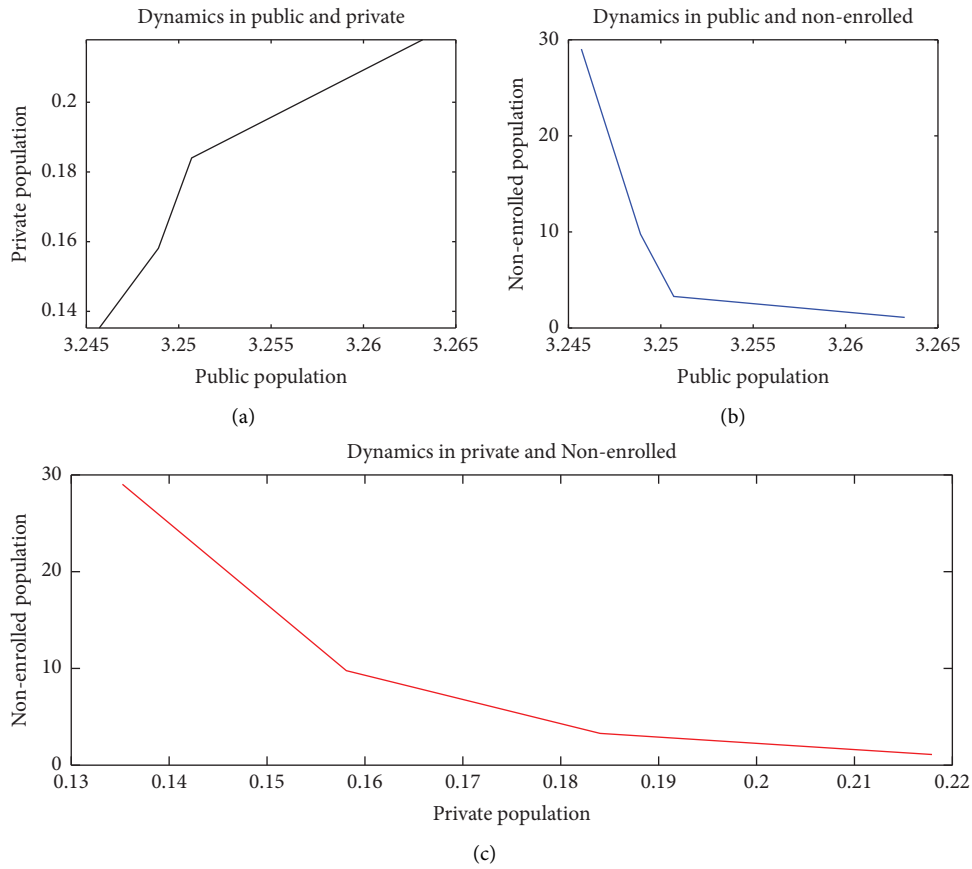 Dynamics in public and private
Private population
0.2
0.18
0.16
0.14
3.245 3.25 3.255 3.26 3.265
Public population
(a)
Dynamics in public and non-enrolled
Non-enrolled population
30
20
10
0
3.245 3.25 3.255 3.26 3.265
Public population
(b)
Dynamics in private and Non-enrolled
Non-enrolled population
30
20
10
0
0.13 0.14 0.15 0.16 0.17 0.18 0.19 0.2 0.21 0.22
Private population
(c)